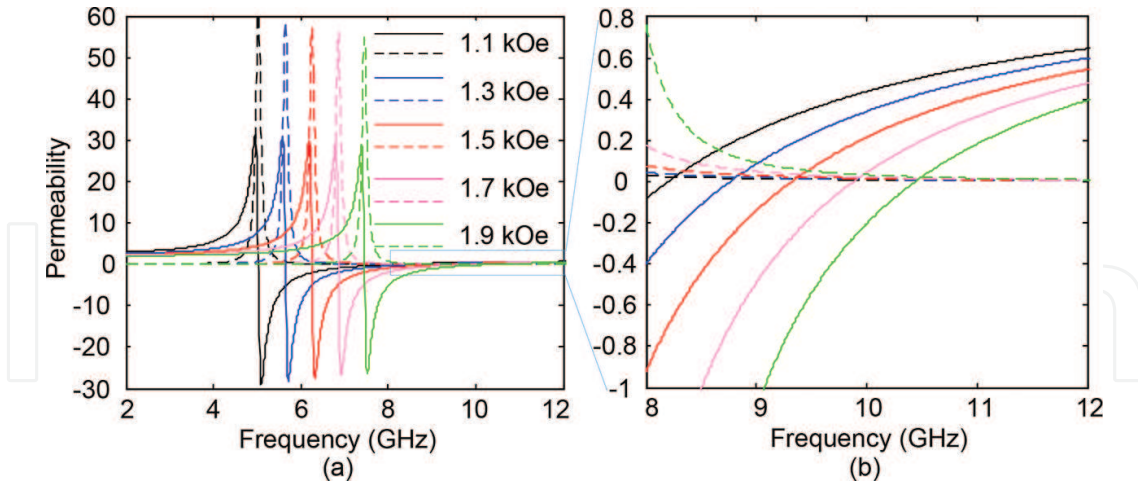 60
50
40
30
20
10
0
-10
-20
-30
Permeability
1.1 kOe
1.3 kOe
1.5 kOe
1.7 kOe
1.9 kOe
2 4 6 8 10 12
Frequency (GHz)
(a)
0.8
0.6
0.4
0.2
0
-0.2
-0.4
-0.6
-0.8
-1
8 9 10 11 12
Frequency (GHz)
(b)